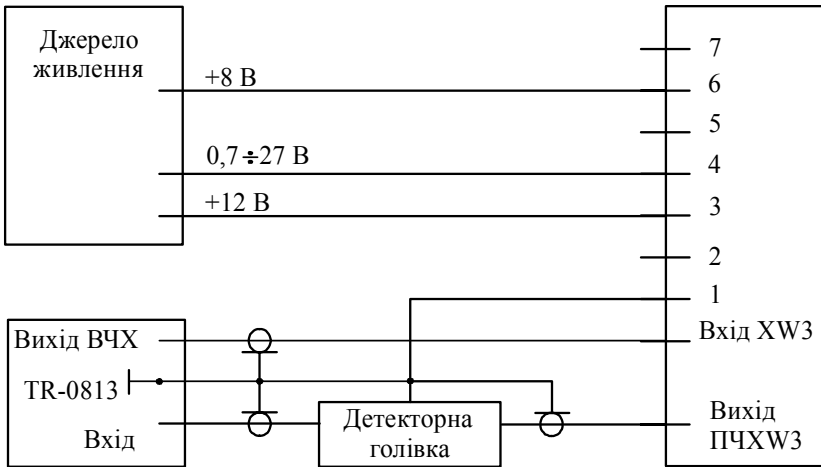 Джерело
живлення
+8 В
0,7÷27 В
+12 В
7
6
5
4
3
2
1
Вхід XW3
Вихід
ПЧXW3
Вихід ВЧХ
TR-0813
Вхід
Детекторна
голівка